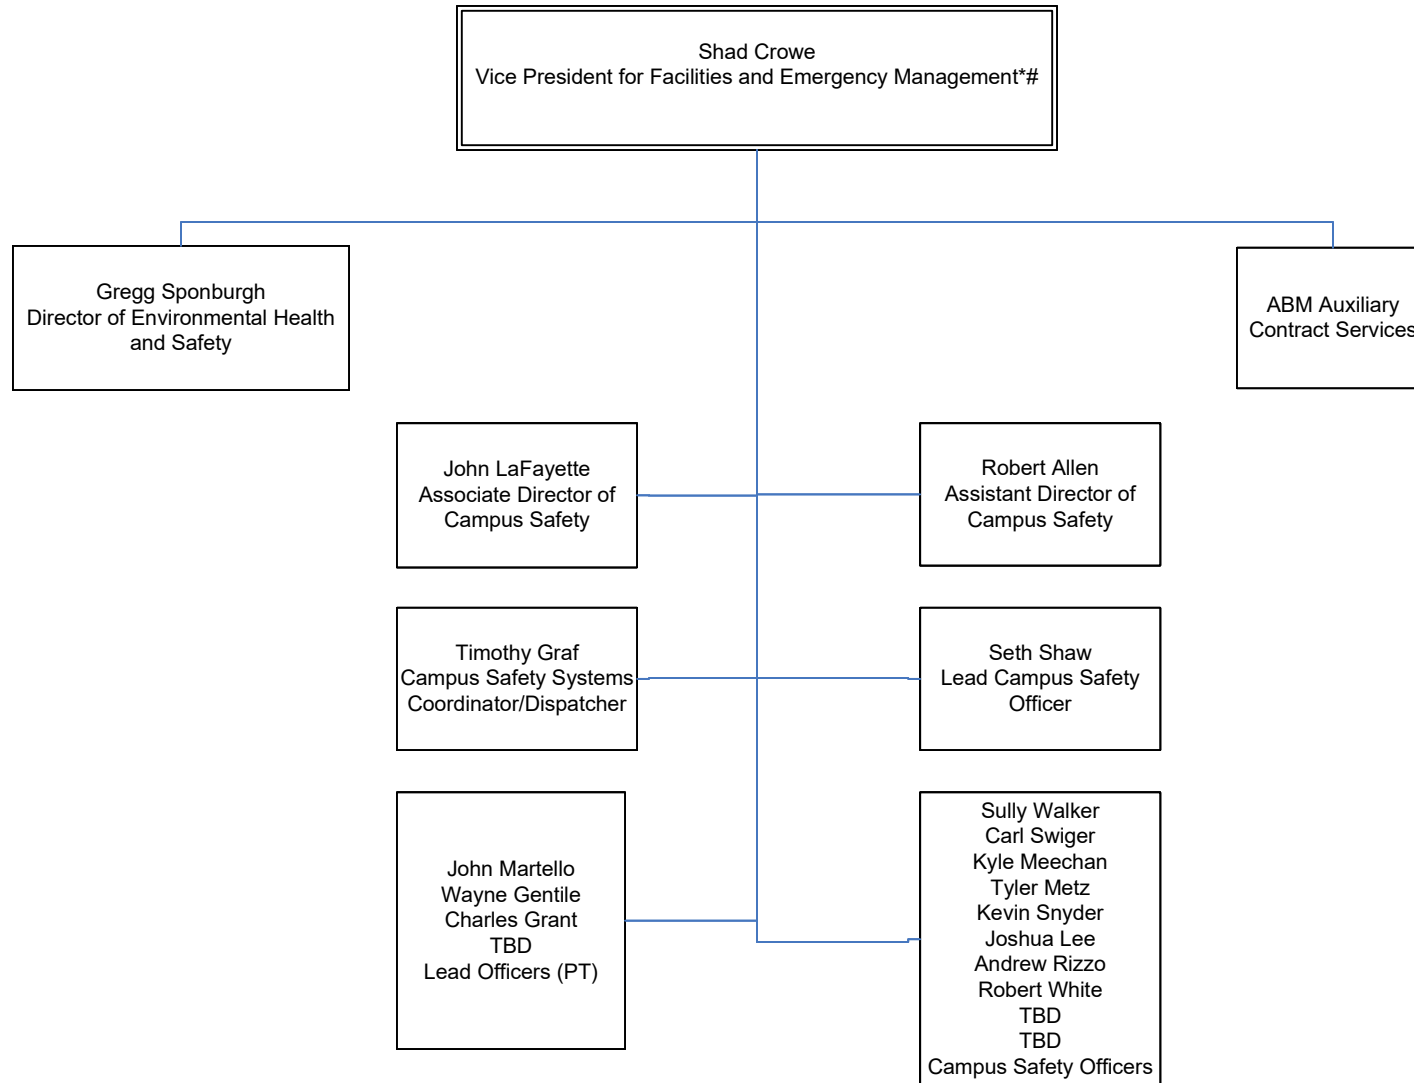 Shad Crowe
Vice President for Facilities and Emergency Management*#
Gregg Sponburgh
Director of Environmental Health
and Safety
ABM Auxiliary
Contract Services
John LaFayette
Associate Director of
Campus Safety
Robert Allen
Assistant Director of
Campus Safety
Timothy Graf
Campus Safety Systems
Coordinator/Dispatcher
Seth Shaw
Lead Campus Safety
Officer
John Martello
Wayne Gentile
Charles Grant
TBD
Lead Officers (PT)
Sully Walker
Carl Swiger
Kyle Meechan
Tyler Metz
Kevin Snyder
Joshua Lee
Andrew Rizzo
Robert White
TBD
TBD
Campus Safety Officers